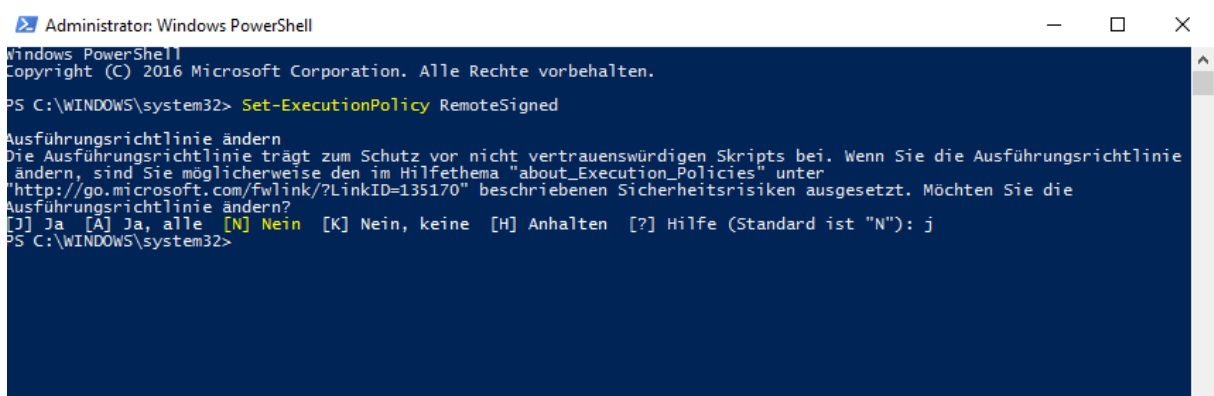 Administrator: Windows PowerShell
Windows PowerShell
Copyright (C) 2016 Microsoft Corporation. Alle Rechte vorbehalten.
PS C:\WINDOWS\system32> Set-ExecutionPolicy RemoteSigned
Ausführungsrichtlinie ändern
Die Ausführungsrichtlinie trägt zum Schutz vor nicht vertrauenswürdigen Skripts bei. Wenn Sie die Ausführungsrichtlinie
ändern, sind Sie möglicherweise den im Hilfethema "about_Execution_Policies" unter
"http://go.microsoft.com/fwlink/?LinkID=135170" beschriebenen Sicherheitsrisiken ausgesetzt. Möchten Sie die
Ausführungsrichtlinie ändern?
[J] Ja [A] Ja, alle [N] Nein [K] Nein, keine [H] Anhalten [?] Hilfe (Standard ist "N"): j
PS C:\WINDOWS\system32>